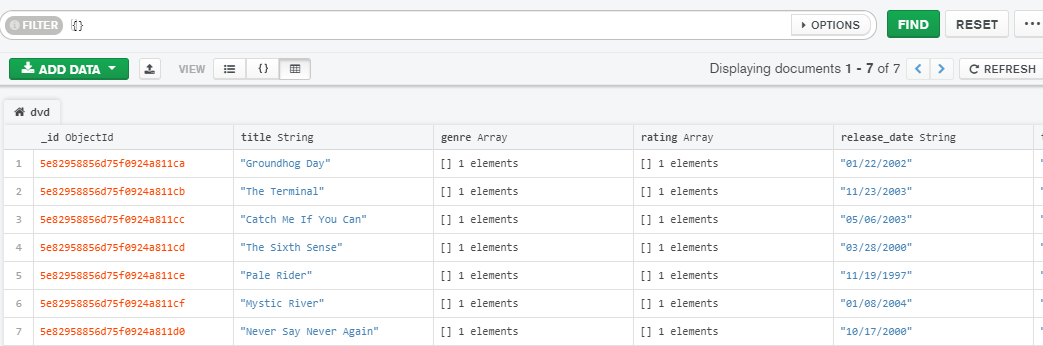 FILTER {} OPTIONS FIND RESET ...
ADD DATA VIEW {} Displaying documents 1 - 7 of 7 < > REFRESH
dvd
_id ObjectId title String genre Array rating Array release_date String
1 5e82958856d75f0924a811ca "Groundhog Day" [] 1 elements [] 1 elements "01/22/2002"
2 5e82958856d75f0924a811cb "The Terminal" [] 1 elements [] 1 elements "11/23/2003"
3 5e82958856d75f0924a811cc "Catch Me If You Can" [] 1 elements [] 1 elements "05/06/2003"
4 5e82958856d75f0924a811cd "The Sixth Sense" [] 1 elements [] 1 elements "03/28/2000"
5 5e82958856d75f0924a811ce "Pale Rider" [] 1 elements [] 1 elements "11/19/1997"
6 5e82958856d75f0924a811cf "Mystic River" [] 1 elements [] 1 elements "01/08/2004"
7 5e82958856d75f0924a811d0 "Never Say Never Again" [] 1 elements [] 1 elements "10/17/2000"